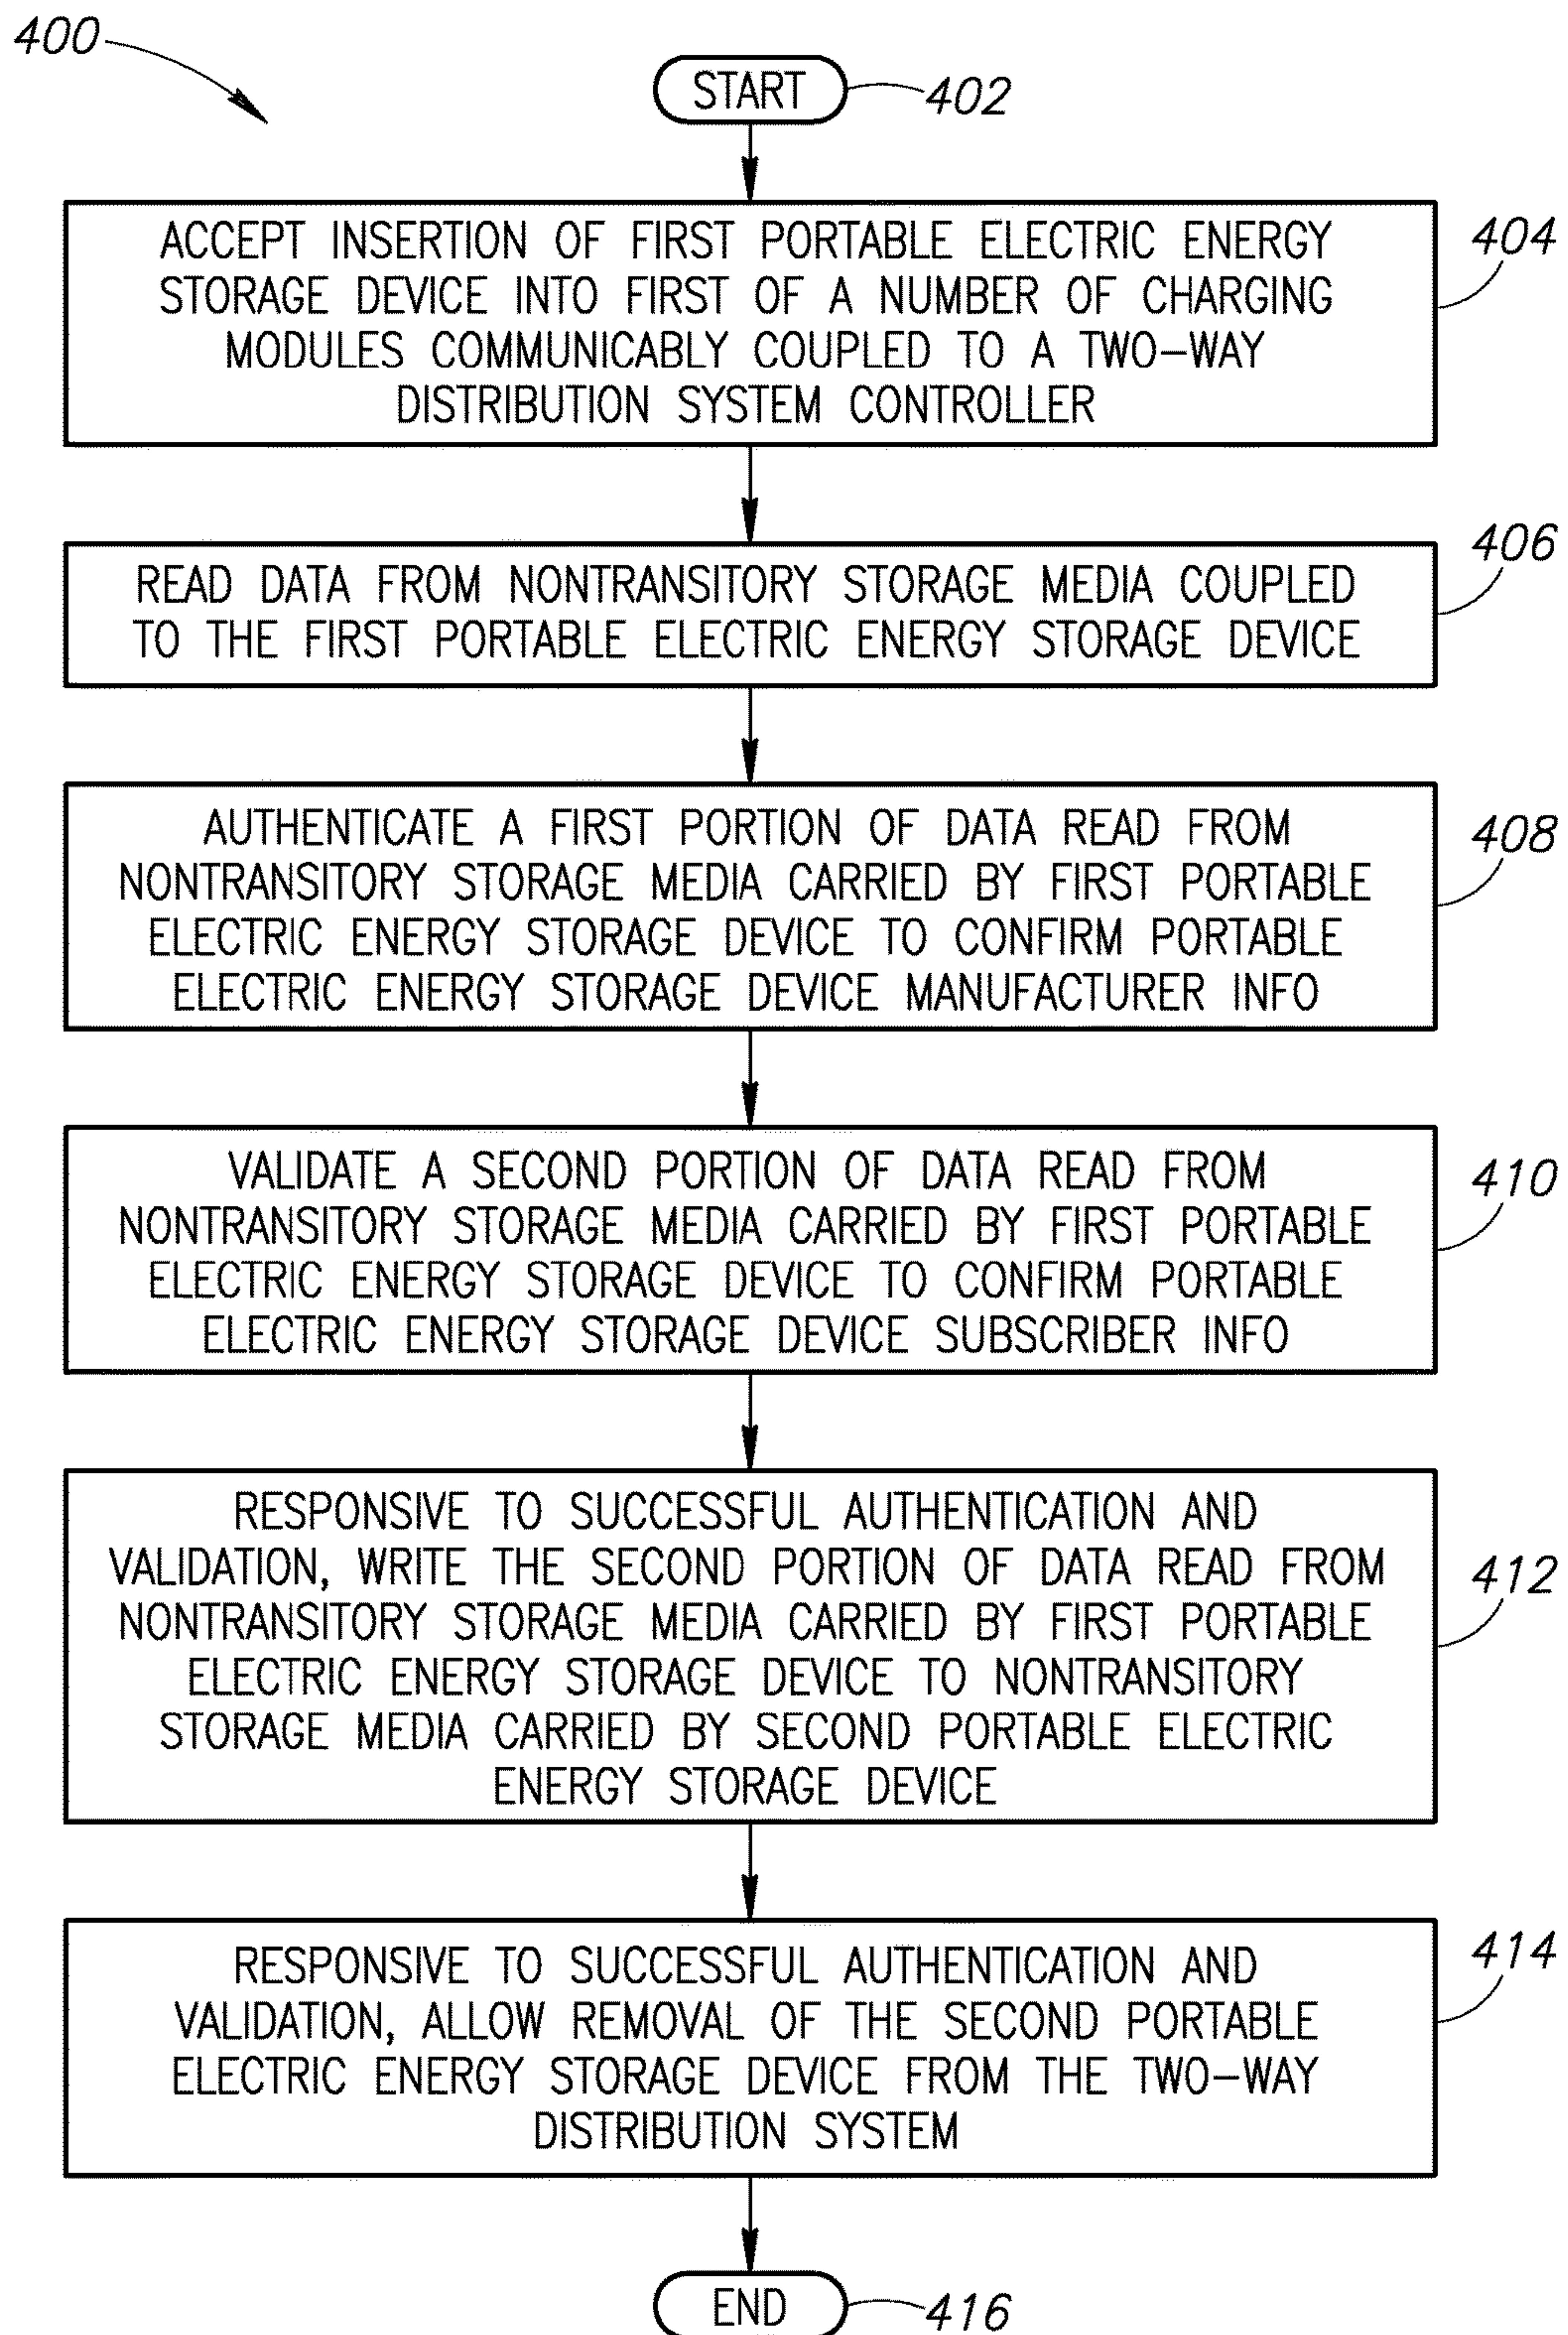 400
START
402
ACCEPT INSERTION OF FIRST PORTABLE ELECTRIC ENERGY
STORAGE DEVICE INTO FIRST OF A NUMBER OF CHARGING
MODULES COMMUNICABLY COUPLED TO A TWO-WAY
DISTRIBUTION SYSTEM CONTROLLER
404
READ DATA FROM NONTRANSITORY STORAGE MEDIA COUPLED
TO THE FIRST PORTABLE ELECTRIC ENERGY STORAGE DEVICE
406
AUTHENTICATE A FIRST PORTION OF DATA READ FROM
NONTRANSITORY STORAGE MEDIA CARRIED BY FIRST PORTABLE
ELECTRIC ENERGY STORAGE DEVICE TO CONFIRM PORTABLE
ELECTRIC ENERGY STORAGE DEVICE MANUFACTURER INFO
408
VALIDATE A SECOND PORTION OF DATA READ FROM
NONTRANSITORY STORAGE MEDIA CARRIED BY FIRST PORTABLE
ELECTRIC ENERGY STORAGE DEVICE TO CONFIRM PORTABLE
ELECTRIC ENERGY STORAGE DEVICE SUBSCRIBER INFO
410
RESPONSIVE TO SUCCESSFUL AUTHENTICATION AND
VALIDATION, WRITE THE SECOND PORTION OF DATA READ FROM
NONTRANSITORY STORAGE MEDIA CARRIED BY FIRST PORTABLE
ELECTRIC ENERGY STORAGE DEVICE TO NONTRANSITORY
STORAGE MEDIA CARRIED BY SECOND PORTABLE ELECTRIC
ENERGY STORAGE DEVICE
412
RESPONSIVE TO SUCCESSFUL AUTHENTICATION AND
VALIDATION, ALLOW REMOVAL OF THE SECOND PORTABLE
ELECTRIC ENERGY STORAGE DEVICE FROM THE TWO-WAY
DISTRIBUTION SYSTEM
414
END
416